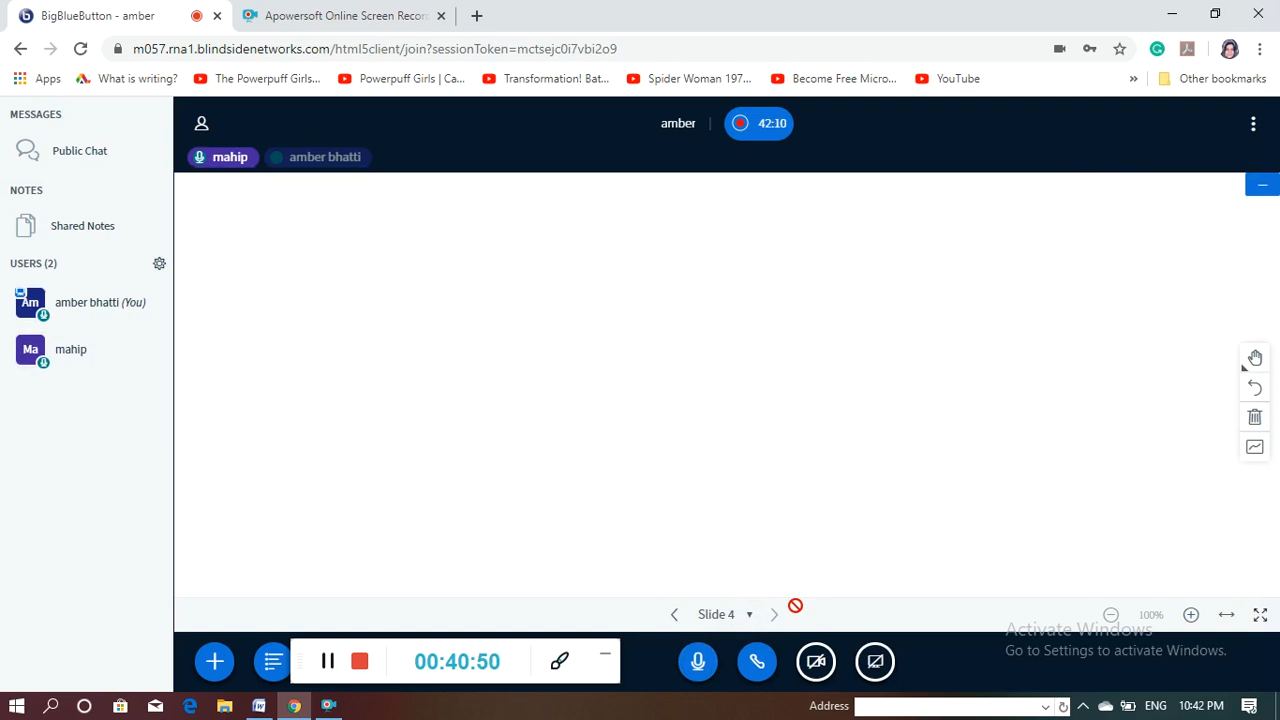 BigBlueButton - amber
Apowersoft Online Screen Recor
m057.rna1.blindsidenetworks.com/html5client/join?sessionToken=mctsejc0i7vbi2o9
Apps
What is writing?
The Powerpuff Girls...
Powerpuff Girls | Ca...
Transformation! Bat...
Spider Woman 197...
Become Free Micro...
YouTube
»
Other bookmarks
MESSAGES
Public Chat
NOTES
Shared Notes
USERS (2)
Am
amber bhatti (You)
Ma
mahip
amber
42:10
mahip
amber bhatti
Slide 4
100%
Activate Windows
Go to Settings to activate Windows.
00:40:50
Address
ENG
10:42 PM